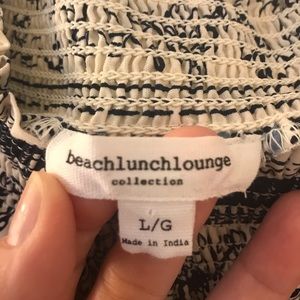 beachlunchlounge
collection
L/G
Made in India